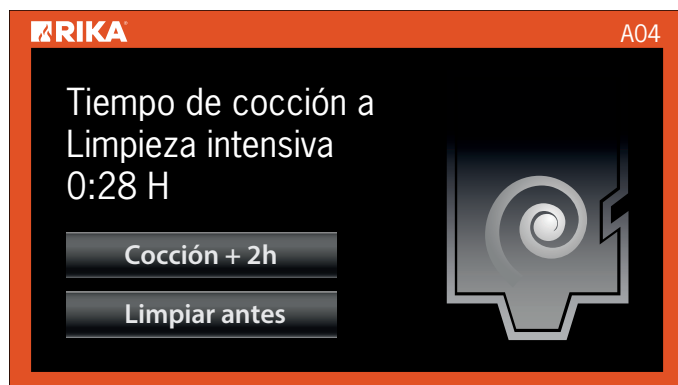 RIKA
A04
Tiempo de cocción a
Limpieza intensiva
0:28 H
Cocción + 2h
Limpiar antes